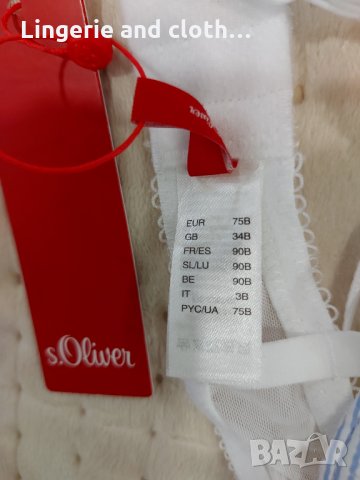 Lingerie and cloth...
s.Oliver
EUR 75B
GB 34B
FR/ES 90B
SL/LU 90B
BE 90B
IT 3B
PYC/UA 75B
s.Oliver
BAZAR